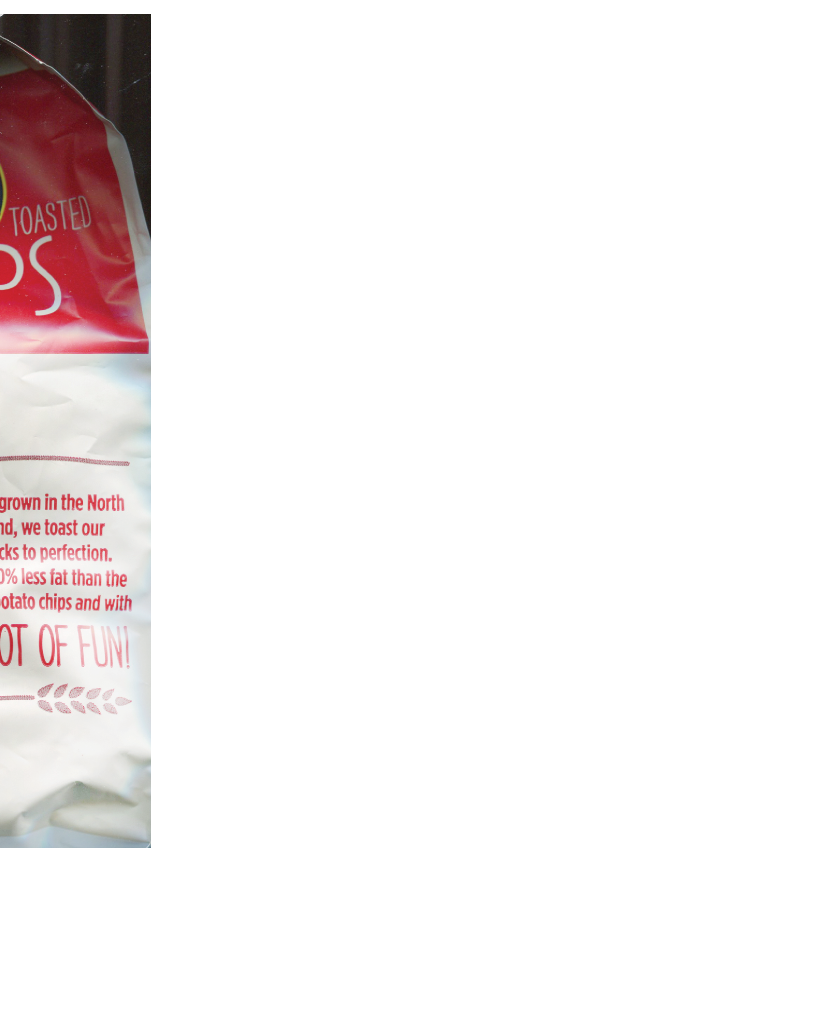 TOASTED
PS
grown in the North
nd, we toast our
cks to perfection.
0% less fat than the
otato chips and with
OT OF FUN!